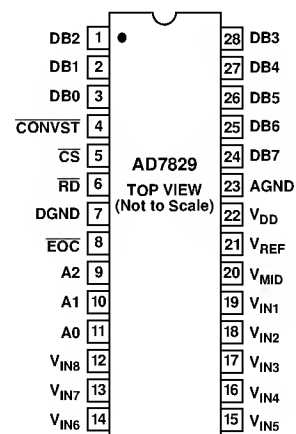 DB2 1 28 DB3
DB1 2 27 DB4
DB0 3 26 DB5
CONVST 4 25 DB6
CS 5 24 DB7
RD 6 AD7829 23 AGND
DGND 7 TOP VIEW 22 VDD
(Not to Scale)
EOC 8 21 VREF
A2 9 20 VMID
A1 10 19 VIN1
A0 11 18 VIN2
VIN8 12 17 VIN3
VIN7 13 16 VIN4
VIN6 14 15 VIN5